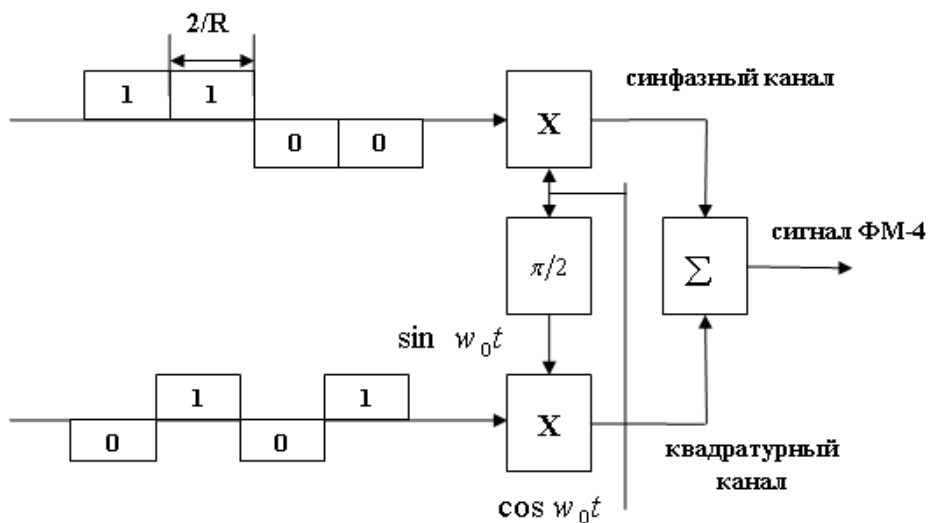 2/R
1 1
0 0
X
синфазный канал
π/2
Σ
сигнал ФМ-4
sin w₀t
1 1
0 0
X
квадратурный
канал
cos w₀t